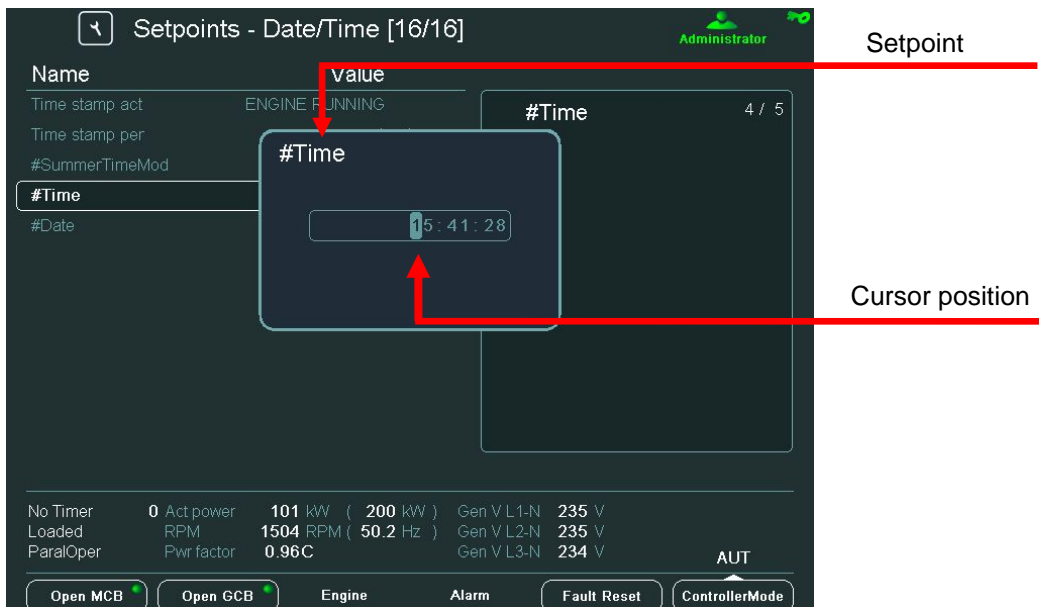 Setpoints - Date/Time [16/16]
Administrator
Setpoint
Name Value
Time stamp act ENGINE RUNNING
#Time 4 / 5
Time stamp per
#Time
#SummerTimeMod
#Time
#Date
15:41:28
Cursor position
No Timer 0 Act power 101 kW ( 200 kW ) Gen V L1-N 235 V
Loaded RPM 1504 RPM ( 50.2 Hz ) Gen V L2-N 235 V
ParalOper Pwr factor 0.96C Gen V L3-N 234 V
AUT
Open MCB Open GCB Engine Alarm Fault Reset ControllerMode